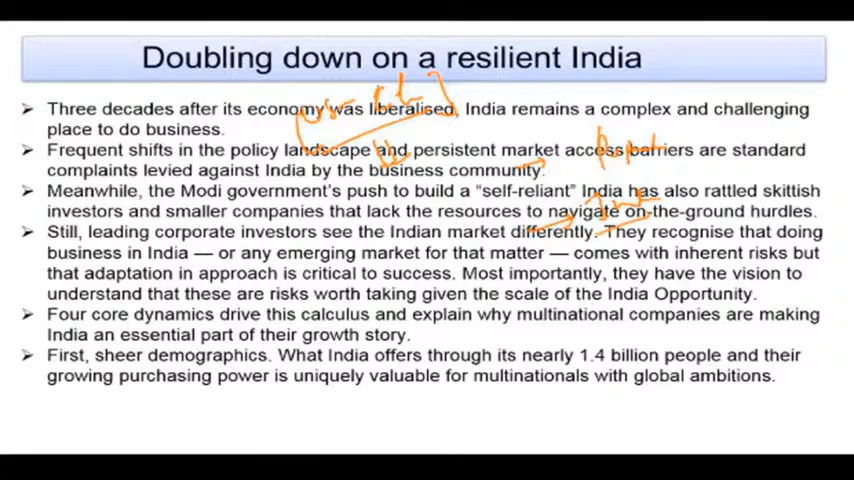 Doubling down on a resilient India
➢ Three decades after its economy was liberalised, India remains a complex and challenging
place to do business.
➢ Frequent shifts in the policy landscape and persistent market access barriers are standard
complaints levied against India by the business community.
➢ Meanwhile, the Modi government's push to build a “self-reliant” India has also rattled skittish
investors and smaller companies that lack the resources to navigate on-the-ground hurdles.
➢ Still, leading corporate investors see the Indian market differently. They recognise that doing
business in India — or any emerging market for that matter — comes with inherent risks but
that adaptation in approach is critical to success. Most importantly, they have the vision to
understand that these are risks worth taking given the scale of the India Opportunity.
➢ Four core dynamics drive this calculus and explain why multinational companies are making
India an essential part of their growth story.
➢ First, sheer demographics. What India offers through its nearly 1.4 billion people and their
growing purchasing power is uniquely valuable for multinationals with global ambitions.